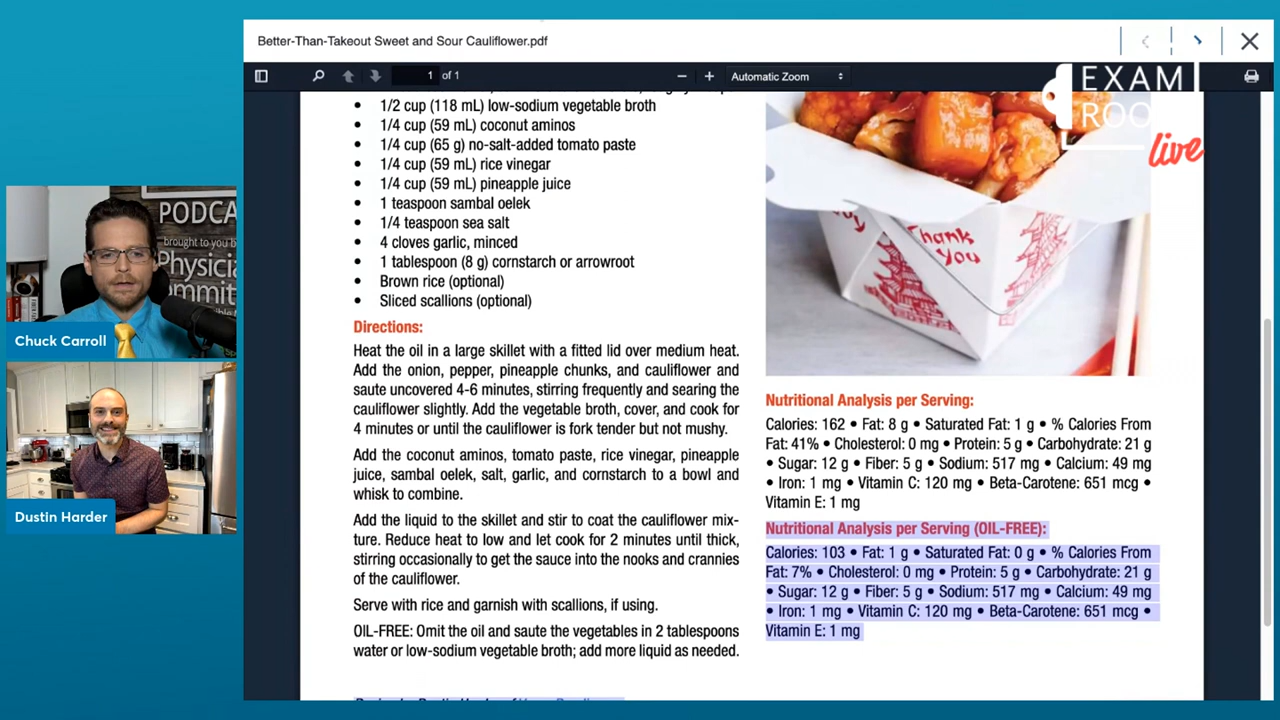 Better-Than-Takeout Sweet and Sour Cauliflower.pdf
1 of 1
Automatic Zoom
EXAM
ROO
live
• 1/2 cup (118 mL) low-sodium vegetable broth
• 1/4 cup (59 mL) coconut aminos
• 1/4 cup (65 g) no-salt-added tomato paste
• 1/4 cup (59 mL) rice vinegar
• 1/4 cup (59 mL) pineapple juice
• 1 teaspoon sambal oelek
• 1/4 teaspoon sea salt
• 4 cloves garlic, minced
• 1 tablespoon (8 g) cornstarch or arrowroot
• Brown rice (optional)
• Sliced scallions (optional)
Directions:
Heat the oil in a large skillet with a fitted lid over medium heat.
Add the onion, pepper, pineapple chunks, and cauliflower and
saute uncovered 4-6 minutes, stirring frequently and searing the
cauliflower slightly. Add the vegetable broth, cover, and cook for
4 minutes or until the cauliflower is fork tender but not mushy.
Add the coconut aminos, tomato paste, rice vinegar, pineapple
juice, sambal oelek, salt, garlic, and cornstarch to a bowl and
whisk to combine.
Add the liquid to the skillet and stir to coat the cauliflower mix-
ture. Reduce heat to low and let cook for 2 minutes until thick,
stirring occasionally to get the sauce into the nooks and crannies
of the cauliflower.
Serve with rice and garnish with scallions, if using.
OIL-FREE: Omit the oil and saute the vegetables in 2 tablespoons
water or low-sodium vegetable broth; add more liquid as needed.
Thank
You
Nutritional Analysis per Serving:
Calories: 162 • Fat: 8 g • Saturated Fat: 1 g • % Calories From
Fat: 41% • Cholesterol: 0 mg • Protein: 5 g • Carbohydrate: 21 g
• Sugar: 12 g • Fiber: 5 g • Sodium: 517 mg • Calcium: 49 mg
• Iron: 1 mg • Vitamin C: 120 mg • Beta-Carotene: 651 mcg •
Vitamin E: 1 mg
Nutritional Analysis per Serving (OIL-FREE):
Calories: 103 • Fat: 1 g • Saturated Fat: 0 g • % Calories From
Fat: 7% • Cholesterol: 0 mg • Protein: 5 g • Carbohydrate: 21 g
• Sugar: 12 g • Fiber: 5 g • Sodium: 517 mg • Calcium: 49 mg
• Iron: 1 mg • Vitamin C: 120 mg • Beta-Carotene: 651 mcg •
Vitamin E: 1 mg
PODCA
brought to you b
Physicia
ommit
Chuck Carroll
Dustin Harder